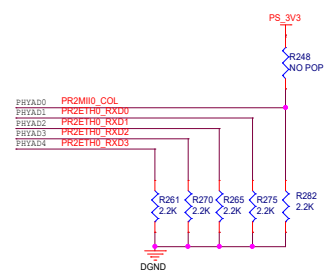 PS_3V3
R248
NO POP
PHYAD0 PR2MII0_COL
PHYAD1 PR2ETH0_RXD0
PHYAD2 PR2ETH0_RXD1
PHYAD3 PR2ETH0_RXD2
PHYAD4 PR2ETH0_RXD3
R261 R270 R265 R275 R282
2.2K 2.2K 2.2K 2.2K 2.2K
DGND